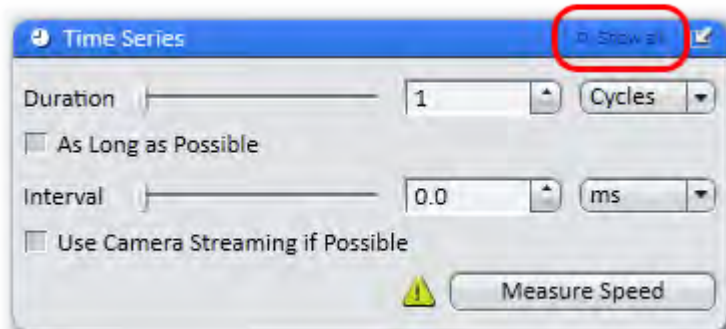 Time Series Show all
Duration 1 Cycles
As Long as Possible
Interval 0.0 ms
Use Camera Streaming if Possible
Measure Speed